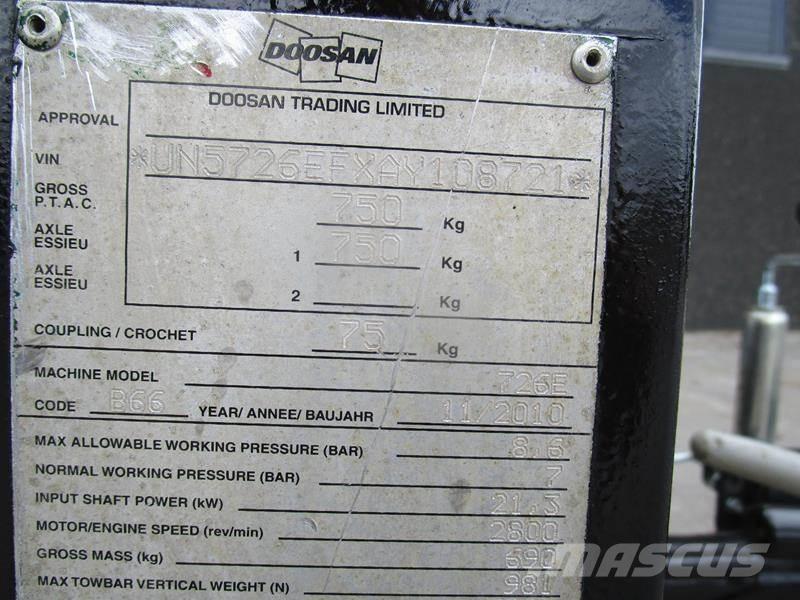 DOOSAN
DOOSAN TRADING LIMITED
APPROVAL
VIN *UN5726EFXAY108721*
GROSS P.T.A.C. 750 Kg
AXLE ESSIEU 1 750 Kg
AXLE ESSIEU 2 Kg
COUPLING / CROCHET 75 Kg
MACHINE MODEL 726E
CODE B66 YEAR/ ANNEE/ BAUJAHR 11/2010
MAX ALLOWABLE WORKING PRESSURE (BAR) 8,6
NORMAL WORKING PRESSURE (BAR) 7
INPUT SHAFT POWER (kW) 21,3
MOTOR/ENGINE SPEED (rev/min) 2800
GROSS MASS (kg) 690
MAX TOWBAR VERTICAL WEIGHT (N) 981
MASCUS